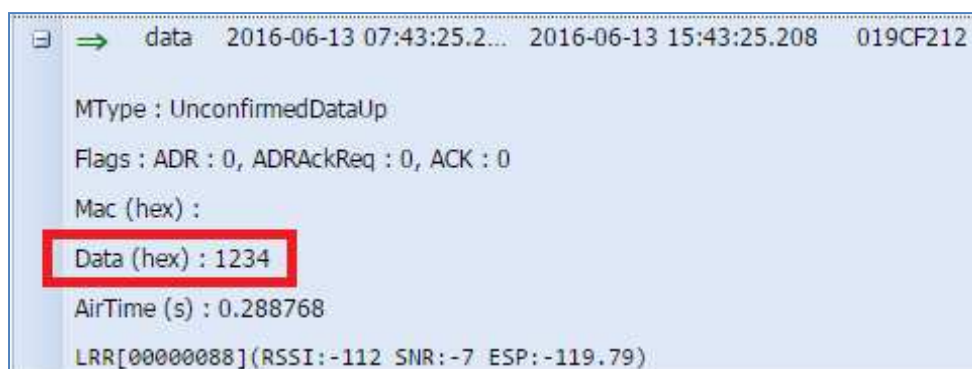 data 2016-06-13 07:43:25.2... 2016-06-13 15:43:25.208 019CF212
MType : UnconfirmedDataUp
Flags : ADR : 0, ADRAckReq : 0, ACK : 0
Mac (hex) :
Data (hex) : 1234
AirTime (s) : 0.288768
LRR[00000088](RSSI:-112 SNR:-7 ESP:-119.79)